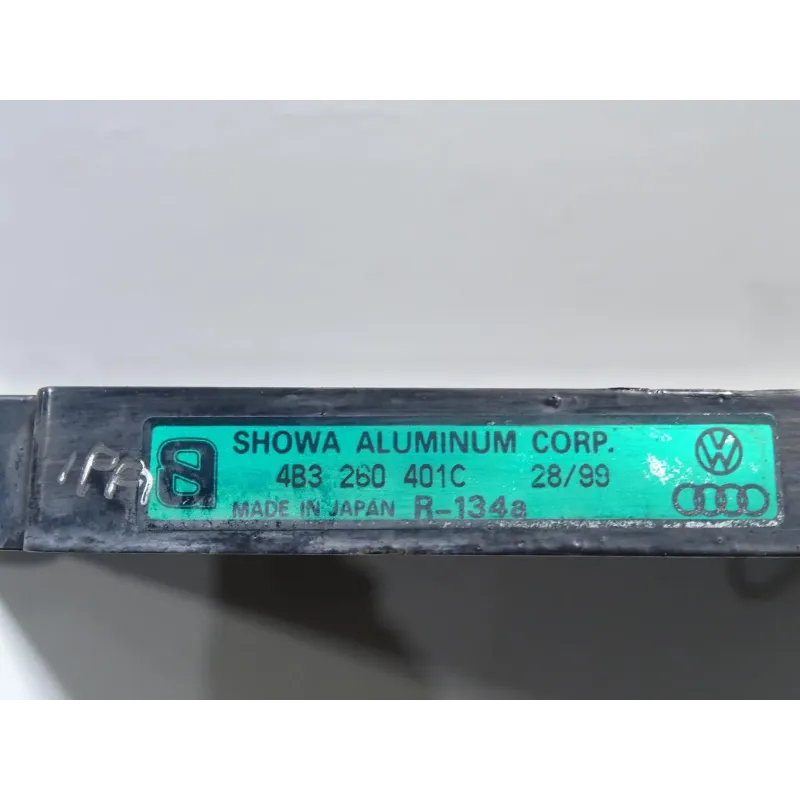 SHOWA ALUMINUM CORP.
4B3 260 401C 28/99
MADE IN JAPAN R-134a